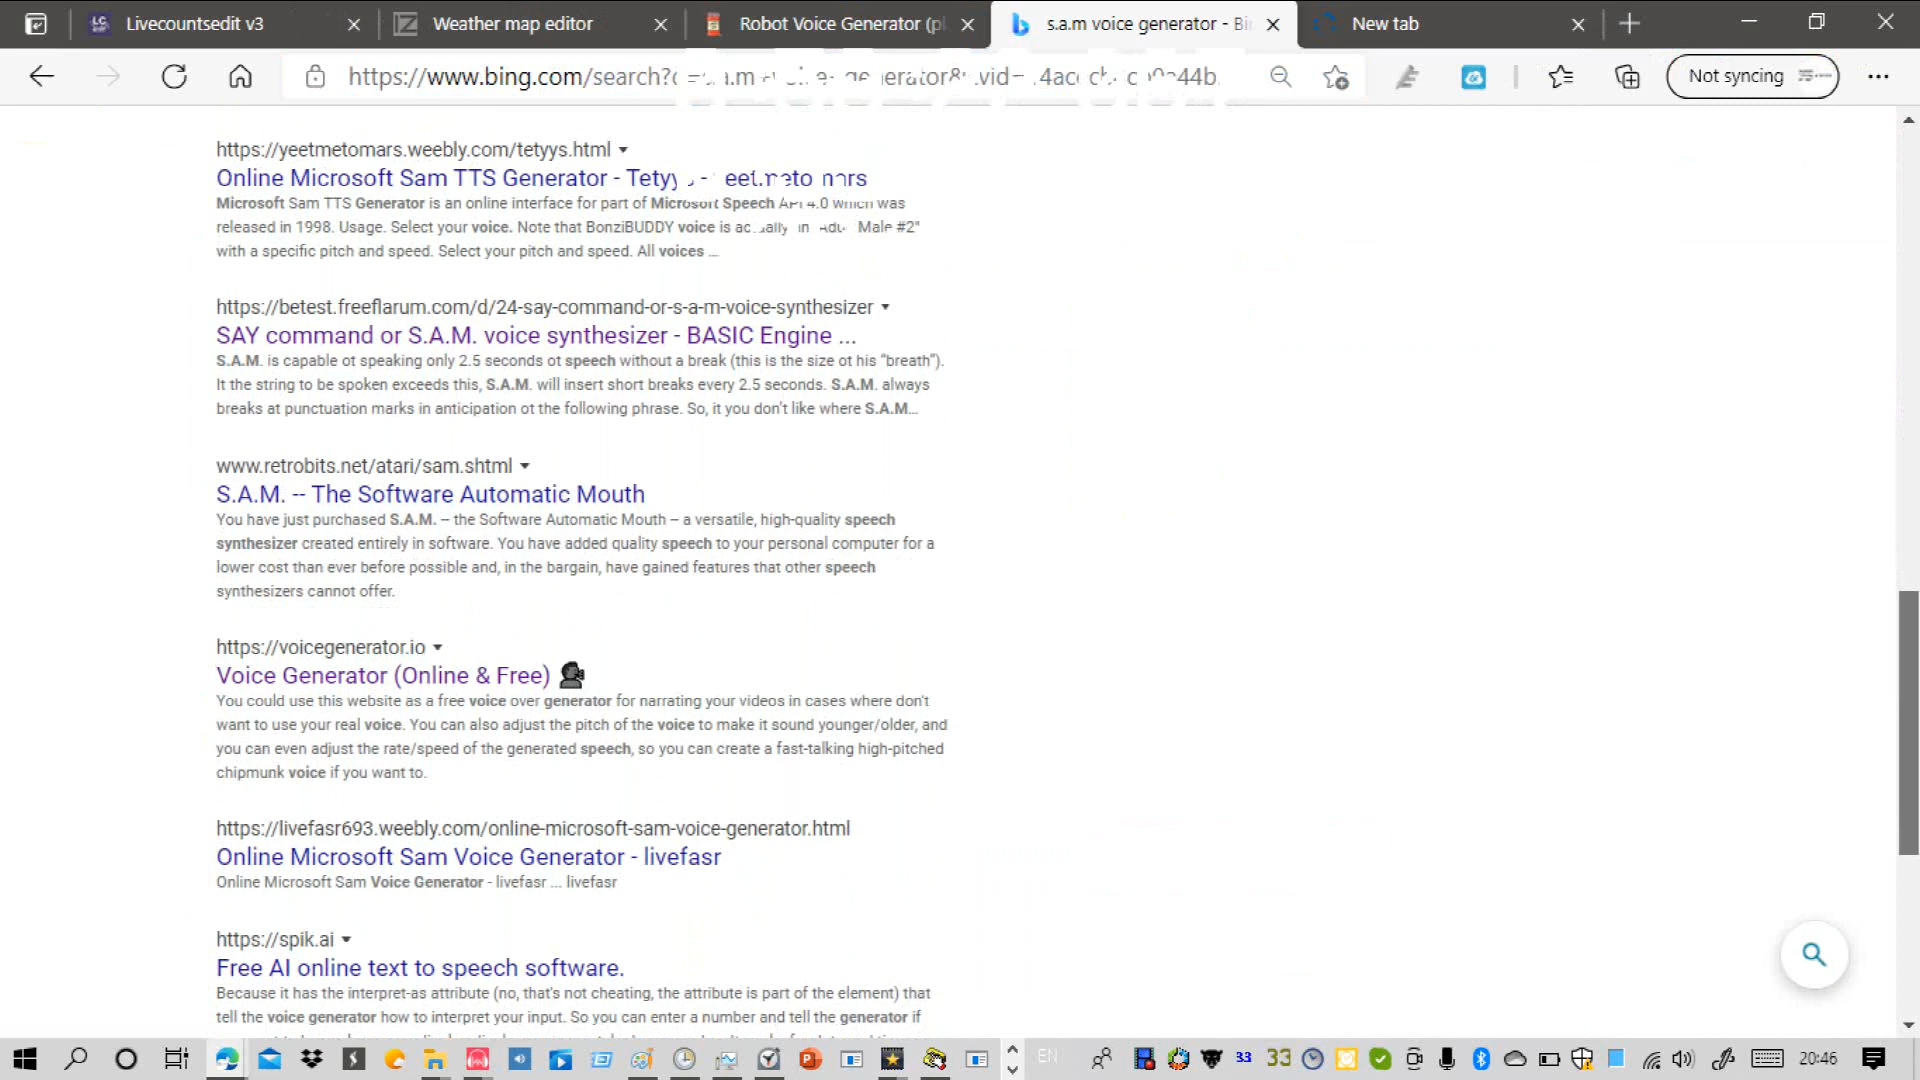 Livecountsedit v3
Weather map editor
Robot Voice Generator (pl
s.a.m voice generator - Bi
New tab
https://www.bing.com/search?
Not syncing
https://yeetmetomars.weebly.com/tetyys.html
Online Microsoft Sam TTS Generator -
Microsoft Sam TTS Generator is an online interface for part of Microsoft Speech API 4.0 which was
released in 1998. Usage. Select your voice. Note that BonziBUDDY voice is actually Male #2"
with a specific pitch and speed. Select your pitch and speed. All voices ...
https://betest.freeflarum.com/d/24-say-command-or-s-a-m-voice-synthesizer
SAY command or S.A.M. voice synthesizer - BASIC Engine ...
S.A.M. is capable of speaking only 2.5 seconds of speech without a break (this is the size of his "breath").
If the string to be spoken exceeds this, S.A.M. will insert short breaks every 2.5 seconds. S.A.M. always
breaks at punctuation marks in anticipation of the following phrase. So, if you don't like where S.A.M...
www.retrobits.net/atari/sam.shtml
S.A.M. -- The Software Automatic Mouth
You have just purchased S.A.M. – the Software Automatic Mouth – a versatile, high-quality speech
synthesizer created entirely in software. You have added quality speech to your personal computer for a
lower cost than ever before possible and, in the bargain, have gained features that other speech
synthesizers cannot offer.
https://voicegenerator.io
Voice Generator (Online & Free)
You could use this website as a free voice over generator for narrating your videos in cases where don't
want to use your real voice. You can also adjust the pitch of the voice to make it sound younger/older, and
you can even adjust the rate/speed of the generated speech, so you can create a fast-talking high-pitched
chipmunk voice if you want to.
https://livefasr693.weebly.com/online-microsoft-sam-voice-generator.html
Online Microsoft Sam Voice Generator - livefasr
Online Microsoft Sam Voice Generator - livefasr ... livefasr
https://spik.ai
Free AI online text to speech software.
Because it has the interpret-as attribute (no, that's not cheating, the attribute is part of the element) that
tell the voice generator how to interpret your input. So you can enter a number and tell the generator if
EN
33
33
20:46